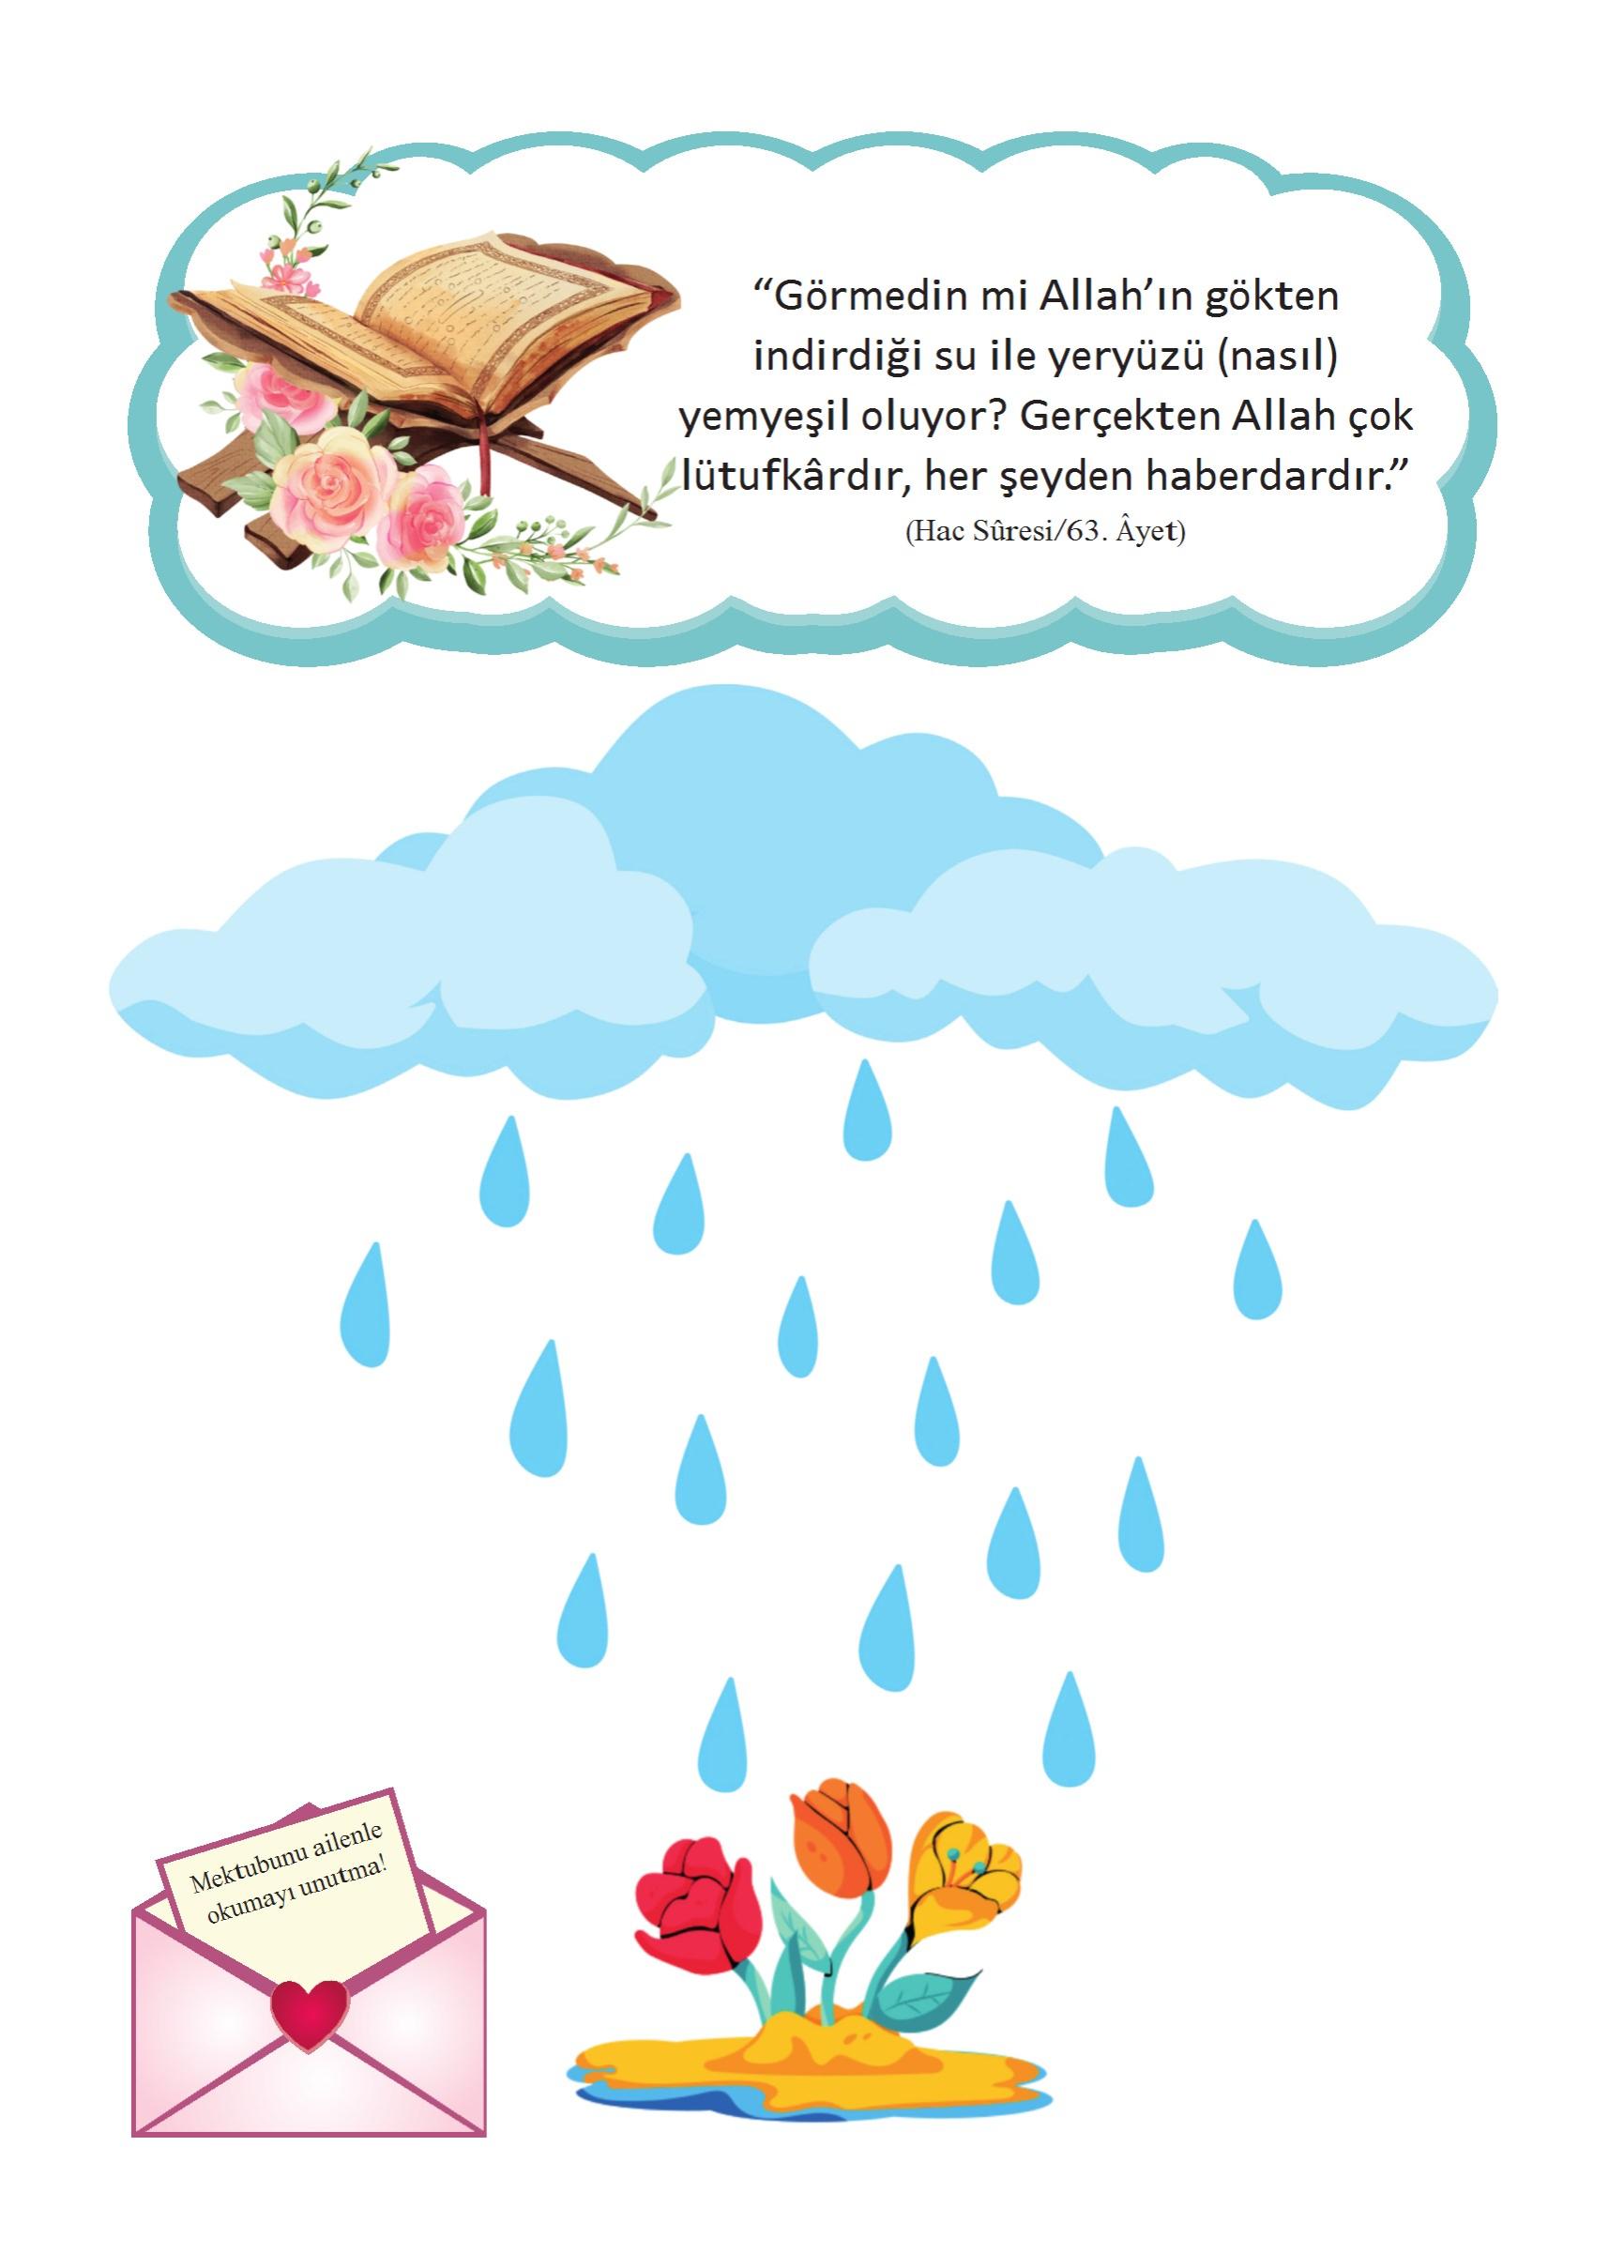 “Görmedin mi Allah’ın gökten
indirdiği su ile yeryüzü (nasıl)
yemyeşil oluyor? Gerçekten Allah çok
lütufkârdır, her şeyden haberdardır.”
(Hac Sûresi/63. Âyet)
Mektubunu ailenle
okumayı unutma!